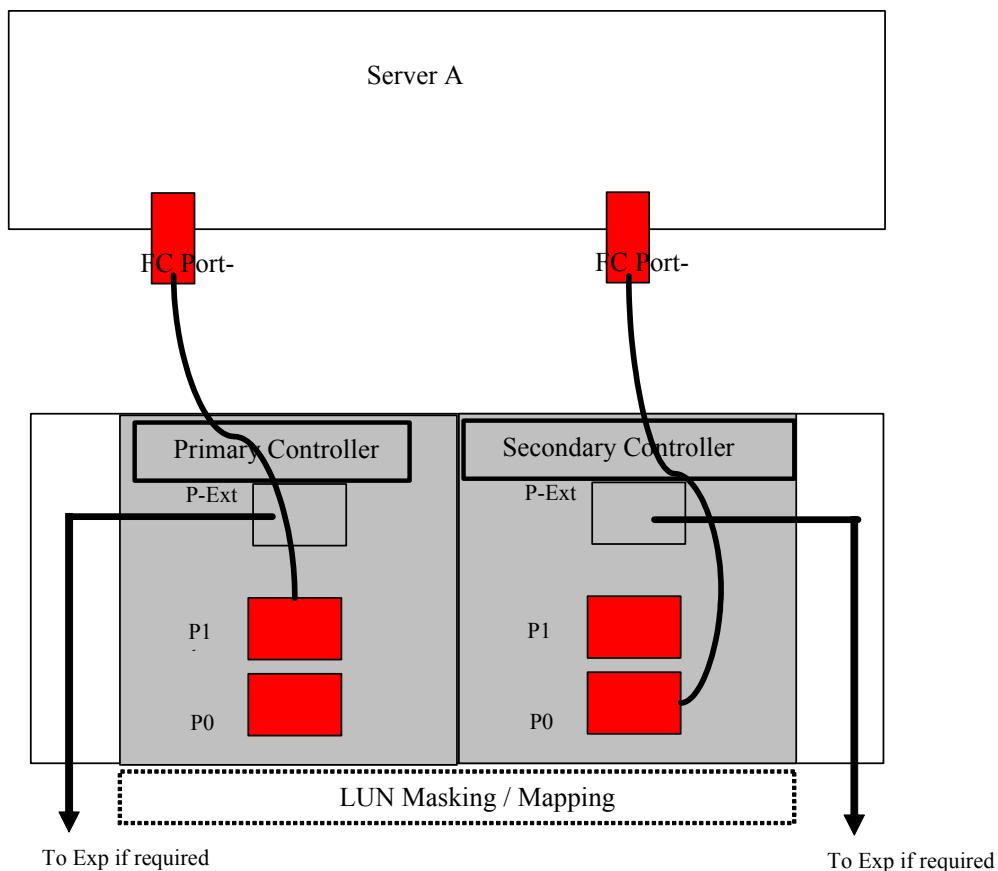 Server A
FC Port-
FC Port-
Primary Controller
Secondary Controller
P-Ext
P-Ext
P1
P1
P0
P0
LUN Masking / Mapping
To Exp if required
To Exp if required